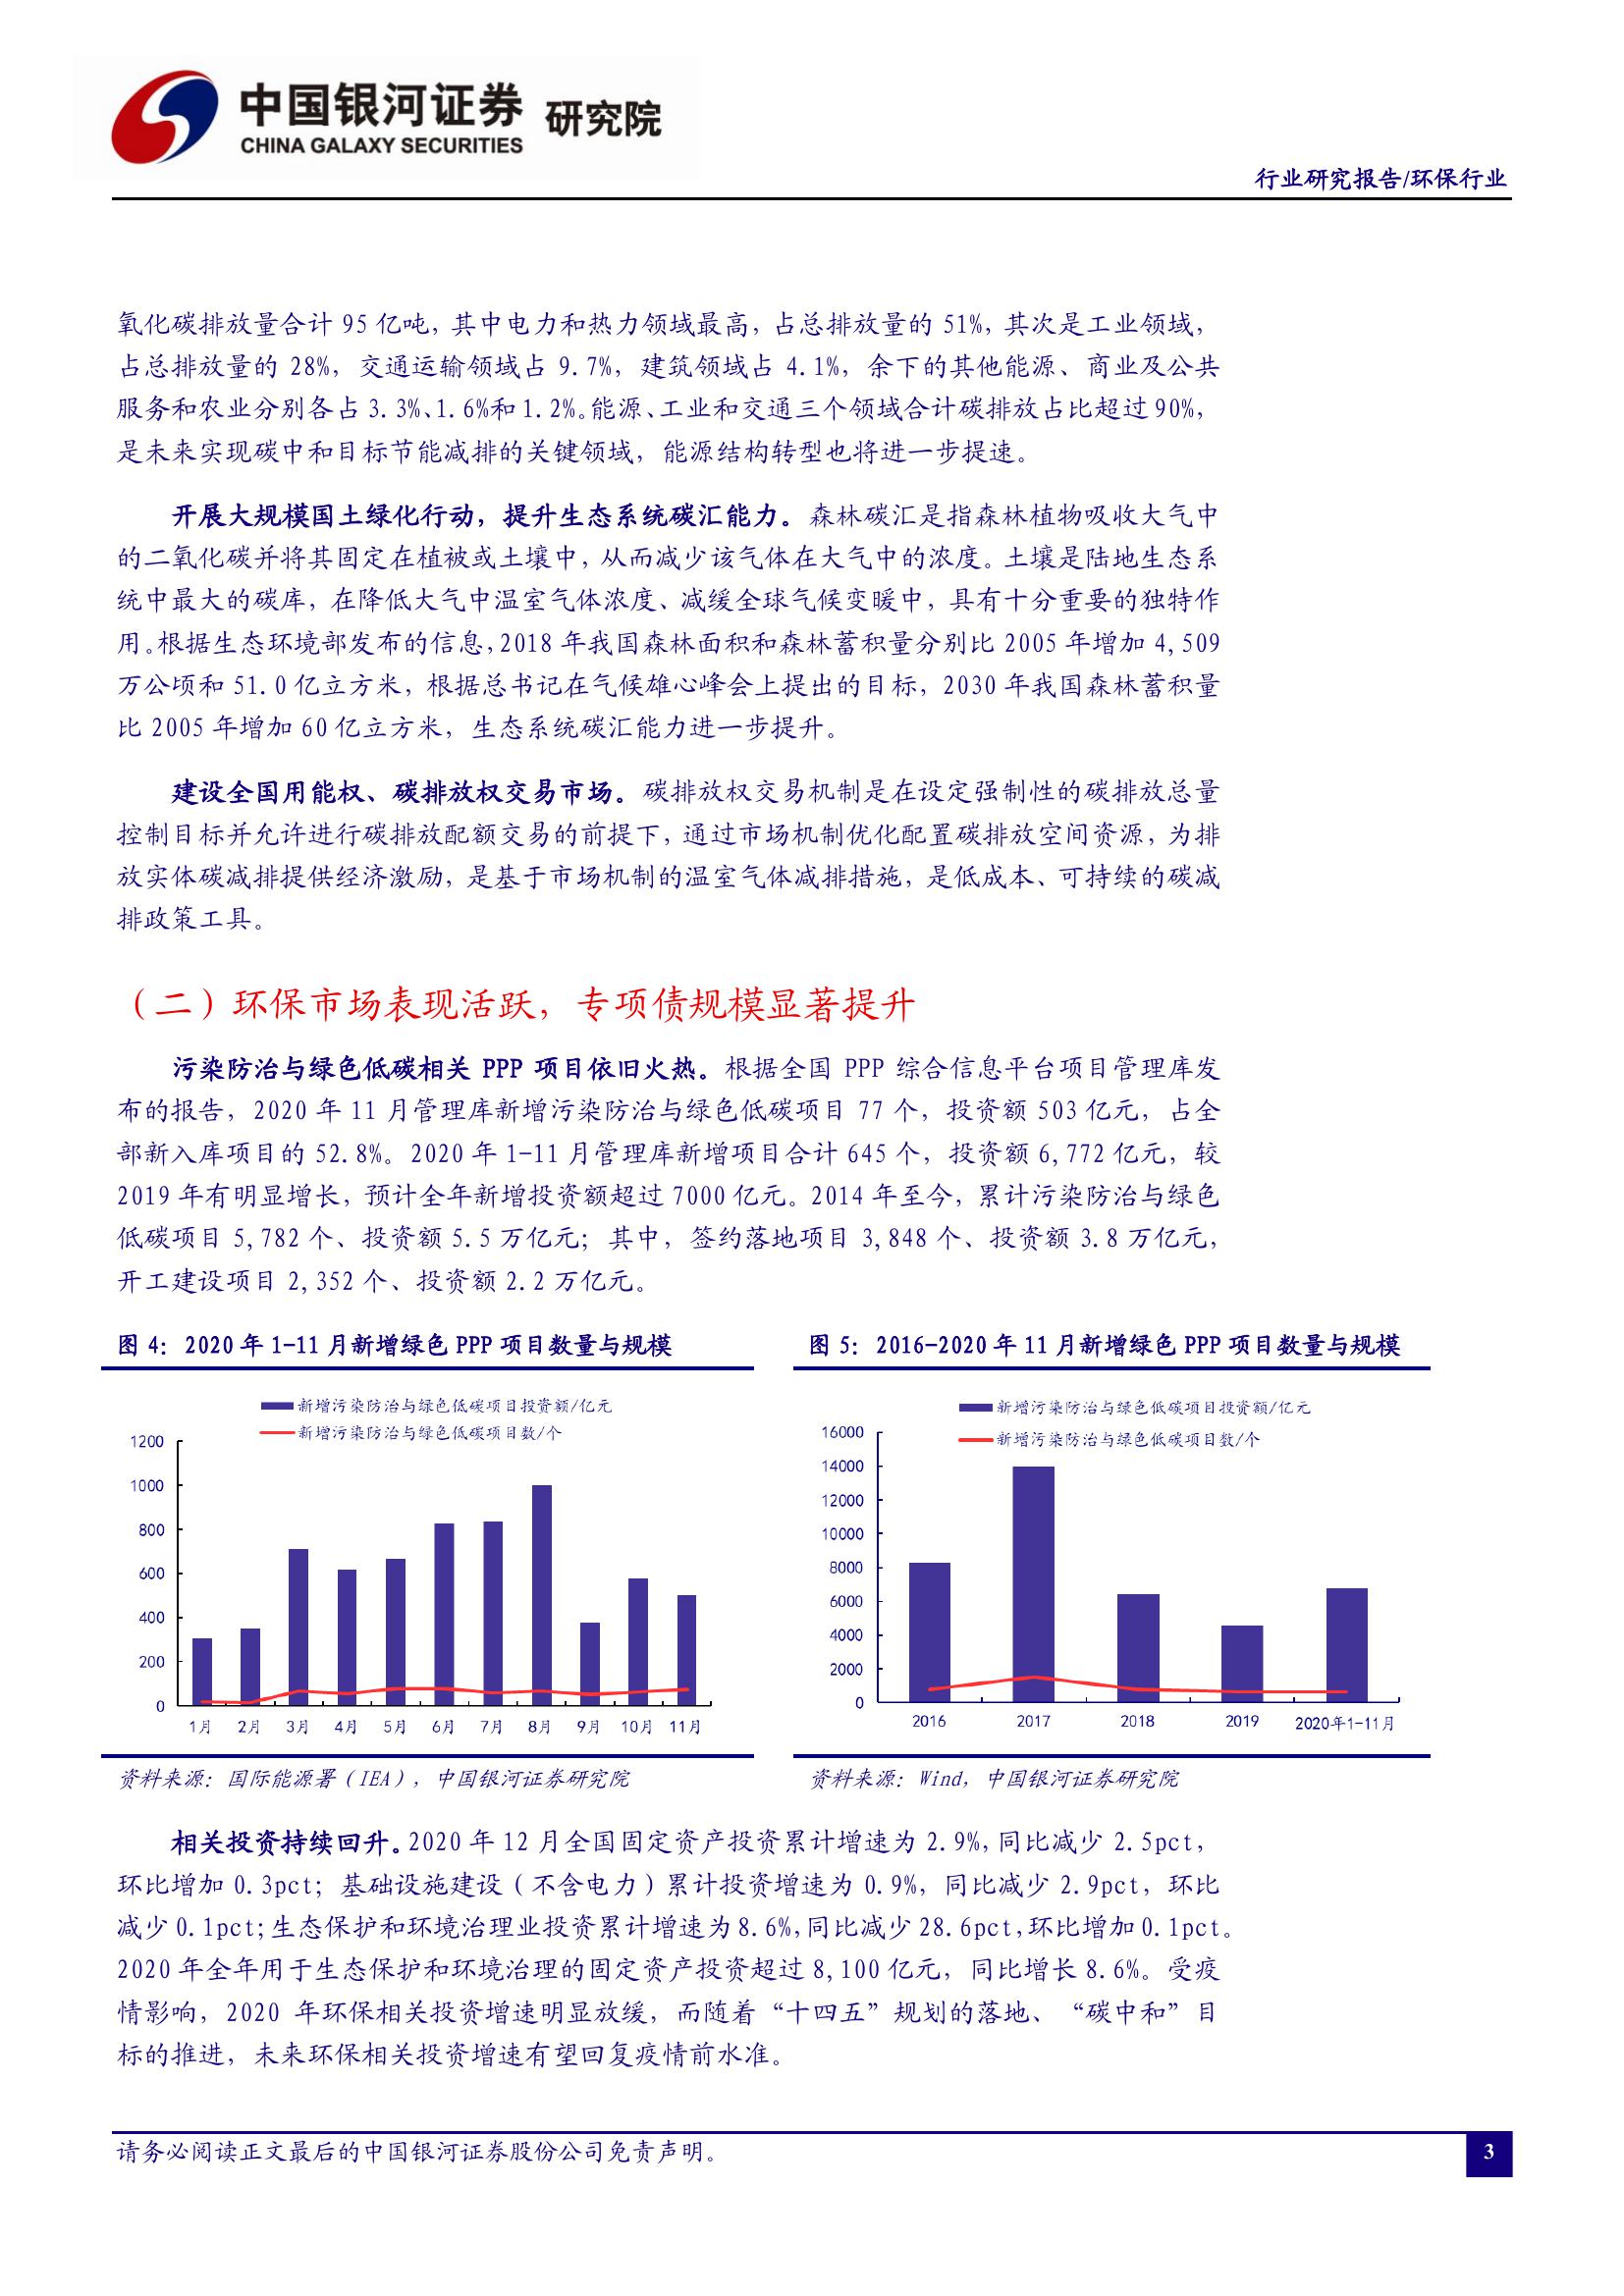 中国银河证券 研究院
CHINA GALAXY SECURITIES
行业研究报告/环保行业
氧化碳排放量合计 95 亿吨，其中电力和热力领域最高，占总排放量的 51%，其次是工业领域，
占总排放量的 28%，交通运输领域占 9.7%，建筑领域占 4.1%，余下的其他能源、商业及公共
服务和农业分别各占 3.3%、1.6%和 1.2%。能源、工业和交通三个领域合计碳排放占比超过 90%，
是未来实现碳中和目标节能减排的关键领域，能源结构转型也将进一步提速。
开展大规模国土绿化行动，提升生态系统碳汇能力。森林碳汇是指森林植物吸收大气中
的二氧化碳并将其固定在植被或土壤中，从而减少该气体在大气中的浓度。土壤是陆地生态系
统中最大的碳库，在降低大气中温室气体浓度、减缓全球气候变暖中，具有十分重要的独特作
用。根据生态环境部发布的信息，2018 年我国森林面积和森林蓄积量分别比 2005 年增加 4,509
万公顷和 51.0 亿立方米，根据总书记在气候雄心峰会上提出的目标，2030 年我国森林蓄积量
比 2005 年增加 60 亿立方米，生态系统碳汇能力进一步提升。
建设全国用能权、碳排放权交易市场。碳排放权交易机制是在设定强制性的碳排放总量
控制目标并允许进行碳排放配额交易的前提下，通过市场机制优化配置碳排放空间资源，为排
放实体碳减排提供经济激励，是基于市场机制的温室气体减排措施，是低成本、可持续的碳减
排政策工具。
（二）环保市场表现活跃，专项债规模显著提升
污染防治与绿色低碳相关 PPP 项目依旧火热。根据全国 PPP 综合信息平台项目管理库发
布的报告，2020 年 11 月管理库新增污染防治与绿色低碳项目 77 个，投资额 503 亿元，占全
部新入库项目的 52.8%。2020 年 1-11 月管理库新增项目合计 645 个，投资额 6,772 亿元，较
2019 年有明显增长，预计全年新增投资额超过 7000 亿元。2014 年至今，累计污染防治与绿色
低碳项目 5,782 个、投资额 5.5 万亿元；其中，签约落地项目 3,848 个、投资额 3.8 万亿元，
开工建设项目 2,352 个、投资额 2.2 万亿元。
图 4：2020 年 1-11 月新增绿色 PPP 项目数量与规模
新增污染防治与绿色低碳项目投资额/亿元
新增污染防治与绿色低碳项目数/个
1200
1000
800
600
400
200
0
1月 2月 3月 4月 5月 6月 7月 8月 9月 10月 11月
资料来源：国际能源署（IEA），中国银河证券研究院
图 5：2016-2020 年 11 月新增绿色 PPP 项目数量与规模
新增污染防治与绿色低碳项目投资额/亿元
新增污染防治与绿色低碳项目数/个
16000
14000
12000
10000
8000
6000
4000
2000
0
2016 2017 2018 2019 2020年1-11月
资料来源：Wind，中国银河证券研究院
相关投资持续回升。2020 年 12 月全国固定资产投资累计增速为 2.9%，同比减少 2.5pct，
环比增加 0.3pct；基础设施建设（不含电力）累计投资增速为 0.9%，同比减少 2.9pct，环比
减少 0.1pct；生态保护和环境治理业投资累计增速为 8.6%，同比减少 28.6pct，环比增加 0.1pct。
2020 年全年用于生态保护和环境治理的固定资产投资超过 8,100 亿元，同比增长 8.6%。受疫
情影响，2020 年环保相关投资增速明显放缓，而随着“十四五”规划的落地、“碳中和”目
标的推进，未来环保相关投资增速有望回复疫情前水准。
请务必阅读正文最后的中国银河证券股份公司免责声明。
3